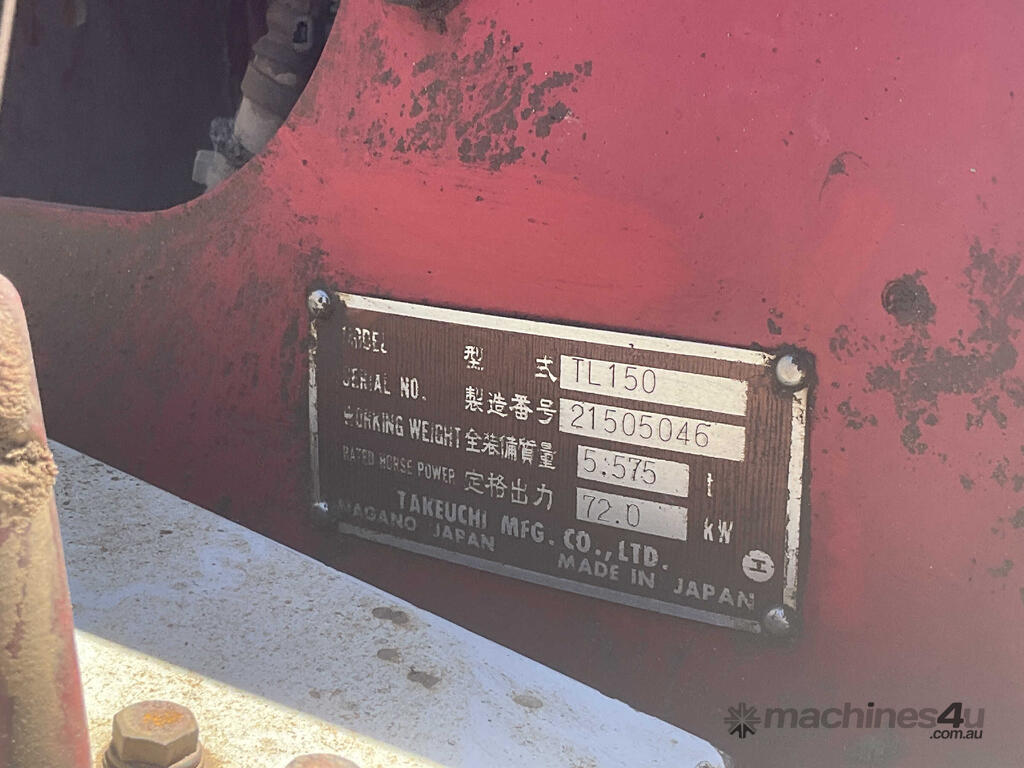 MODEL 型式 TL150
SERIAL NO. 製造番号 21505046
WORKING WEIGHT 全装備質量 5.575 t
RATED HORSE POWER 定格出力 72.0 kW
TAKEUCHI MFG. CO., LTD.
NAGANO JAPAN
MADE IN JAPAN
エ
machines4u
.com.au